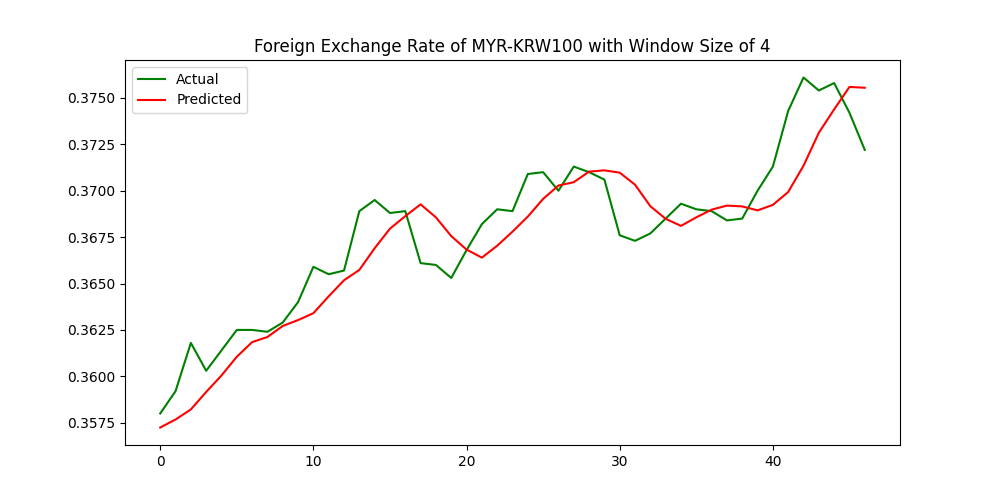 Foreign Exchange Rate of MYR-KRW100 with Window Size of 4
Actual
Predicted
0.3750
0.3725
0.3700
0.3675
0.3650
0.3625
0.3600
0.3575
0 10 20 30 40